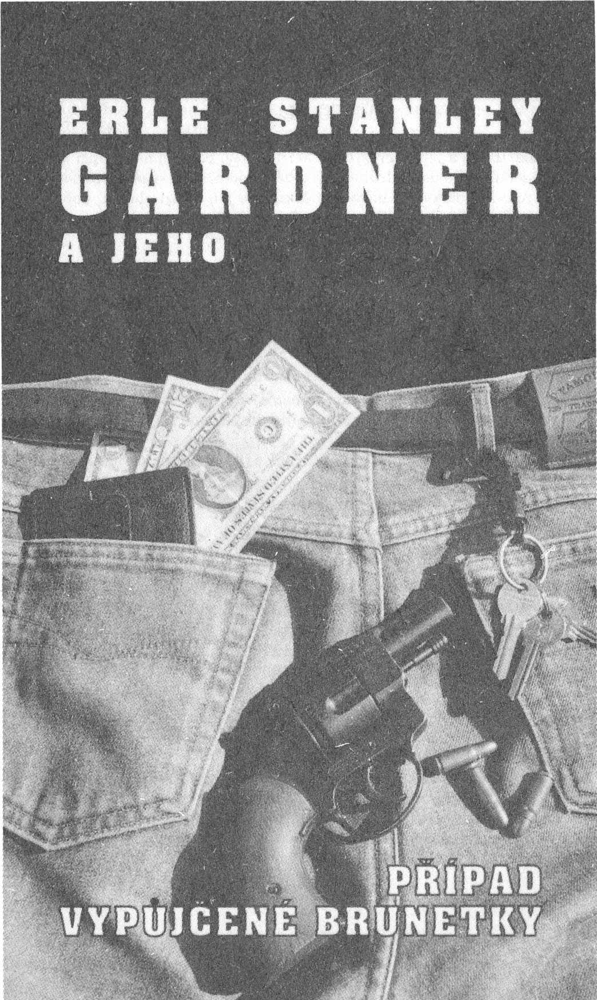 ERLE STANLEY
GARDNER
A JEHO
PŘÍPAD
VYPŮJČENÉ BRUNETKY